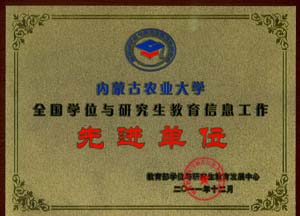 内蒙古农业大学
全国学位与研究生教育信息工作
先进单位
教育部学位与研究生教育发展中心
二〇一一年十二月